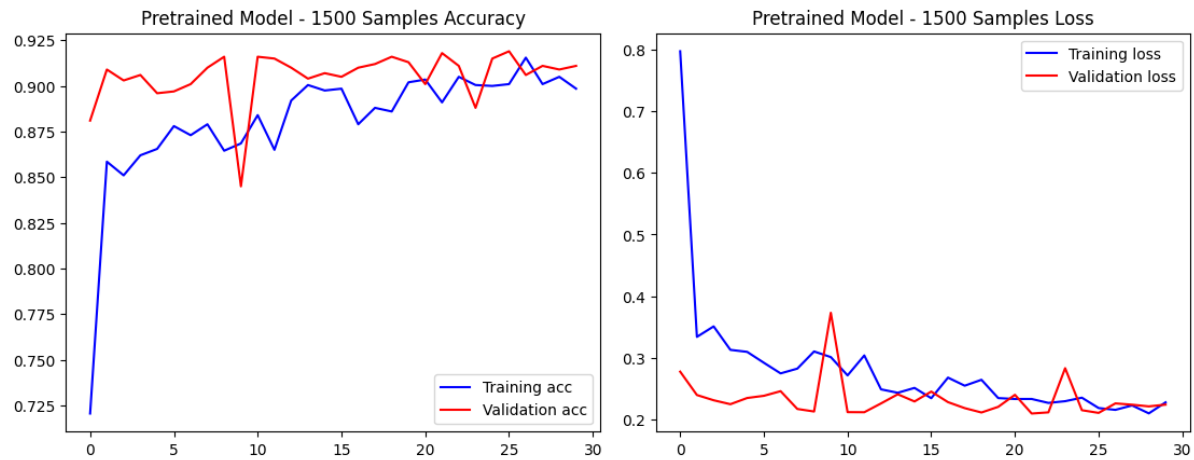 Pretrained Model - 1500 Samples Accuracy
0.925
0.900
0.875
0.850
0.825
0.800
0.775
0.750
0.725
Training acc
Validation acc
0 5 10 15 20 25 30
Pretrained Model - 1500 Samples Loss
0.8
0.7
0.6
0.5
0.4
0.3
0.2
Training loss
Validation loss
0 5 10 15 20 25 30